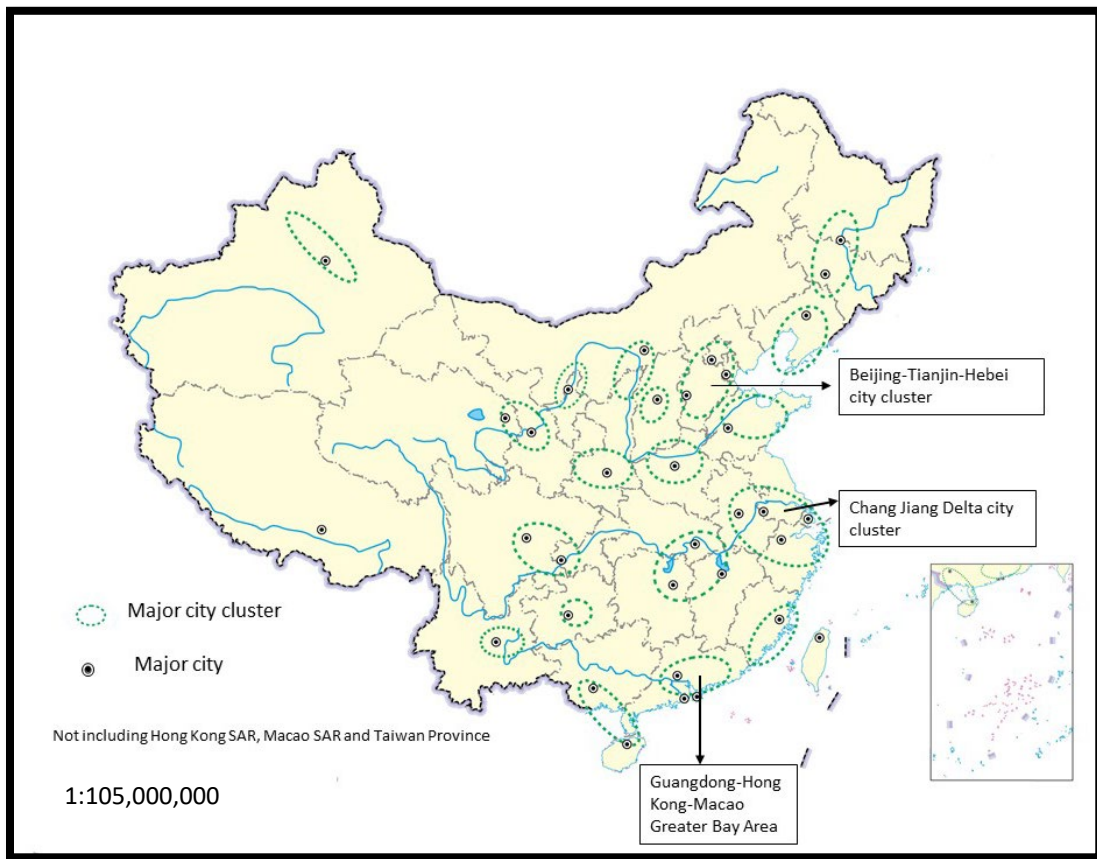 Beijing-Tianjin-Hebei
city cluster
Chang Jiang Delta city
cluster
Major city cluster
Major city
Not including Hong Kong SAR, Macao SAR and Taiwan Province
1:105,000,000
Guangdong-Hong
Kong-Macao
Greater Bay Area